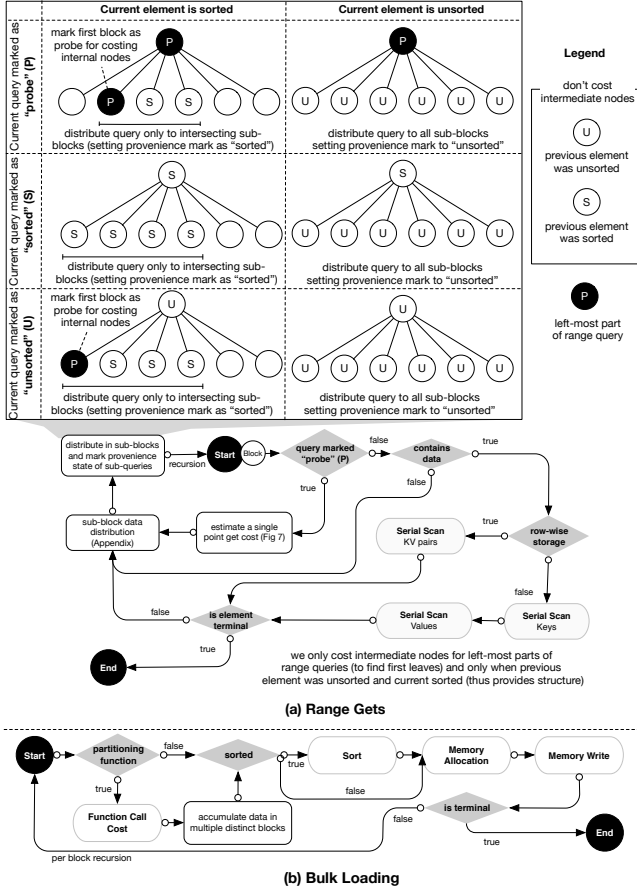 Current element is sorted
Current element is unsorted
Current query marked as
"probe" (P)
mark first block as
probe for costing
internal nodes
P
P
S
S
distribute query only to intersecting sub-
blocks (setting provenience mark as "sorted")
P
U
U
U
U
U
U
distribute query to all sub-blocks
setting provenience mark to "unsorted"
Current query marked as
"sorted" (S)
S
S
S
S
S
distribute query only to intersecting sub-
blocks (setting provenience mark as "sorted")
S
U
U
U
U
U
U
distribute query to all sub-blocks
setting provenience mark to "unsorted"
Current query marked as
"unsorted" (U)
mark first block as
probe for costing
internal nodes
U
P
S
S
S
distribute query only to intersecting sub-
blocks (setting provenience mark as "sorted")
U
U
U
U
U
U
U
distribute query to all sub-blocks
setting provenience mark to "unsorted"
Legend
don't cost
intermediate nodes
U
previous element
was unsorted
S
previous element
was sorted
P
left-most part
of range query
distribute in sub-blocks
and mark provenience
state of sub-queries
recursion
Start
Block
query marked
"probe" (P)
false
true
contains
data
true
false
sub-block data
distribution
(Appendix)
estimate a single
point get cost (Fig 7)
Serial Scan
KV pairs
true
row-wise
storage
false
false
is element
terminal
true
Serial Scan
Values
Serial Scan
Keys
End
we only cost intermediate nodes for left-most parts of
range queries (to find first leaves) and only when previous
element was unsorted and current sorted (thus provides structure)
(a) Range Gets
Start
partitioning
function
false
true
sorted
true
false
Sort
Memory
Allocation
Memory Write
Function Call
Cost
accumulate data in
multiple distinct blocks
is terminal
false
true
End
per block recursion
(b) Bulk Loading